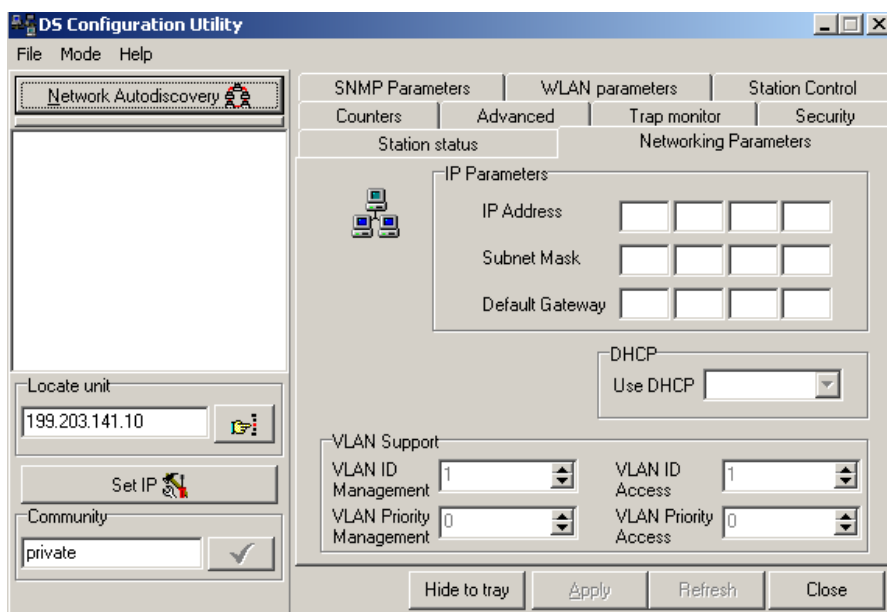 DS Configuration Utility
File Mode Help
Network Autodiscovery
SNMP Parameters WLAN parameters Station Control
Counters Advanced Trap monitor Security
Station status Networking Parameters
IP Parameters
IP Address
Subnet Mask
Default Gateway
DHCP
Use DHCP
Locate unit
199.203.141.10
Set IP
Community
private
VLAN Support
VLAN ID Management 1 VLAN ID Access 1
VLAN Priority Management 0 VLAN Priority Access 0
Hide to tray Apply Refresh Close